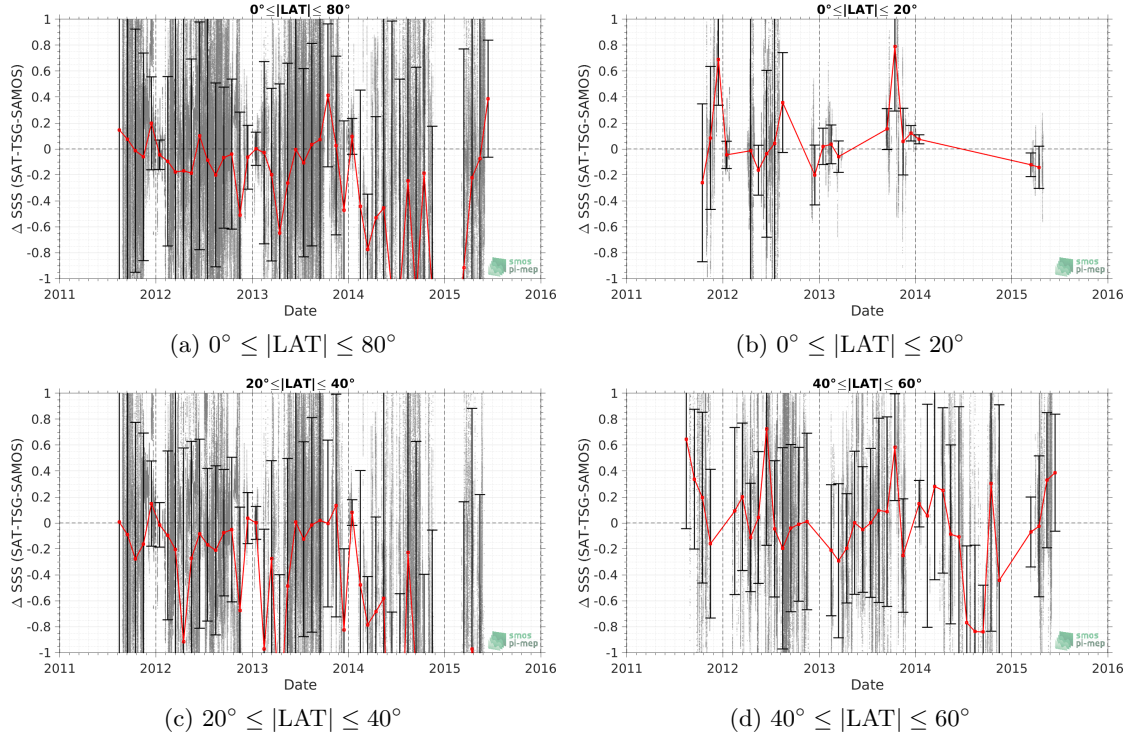 0°≤|LAT|≤ 80°
Δ SSS (SAT-TSG-SAMOS)
1
0.8
0.6
0.4
0.2
0
-0.2
-0.4
-0.6
-0.8
-1
2011 2012 2013 2014 2015 2016
Date
smos
pi-mep
(a) 0° ≤ |LAT| ≤ 80°
0°≤|LAT|≤ 20°
Δ SSS (SAT-TSG-SAMOS)
1
0.8
0.6
0.4
0.2
0
-0.2
-0.4
-0.6
-0.8
-1
2011 2012 2013 2014 2015 2016
Date
smos
pi-mep
(b) 0° ≤ |LAT| ≤ 20°
20°≤|LAT|≤ 40°
Δ SSS (SAT-TSG-SAMOS)
1
0.8
0.6
0.4
0.2
0
-0.2
-0.4
-0.6
-0.8
-1
2011 2012 2013 2014 2015 2016
Date
smos
pi-mep
(c) 20° ≤ |LAT| ≤ 40°
40°≤|LAT|≤ 60°
Δ SSS (SAT-TSG-SAMOS)
1
0.8
0.6
0.4
0.2
0
-0.2
-0.4
-0.6
-0.8
-1
2011 2012 2013 2014 2015 2016
Date
smos
pi-mep
(d) 40° ≤ |LAT| ≤ 60°